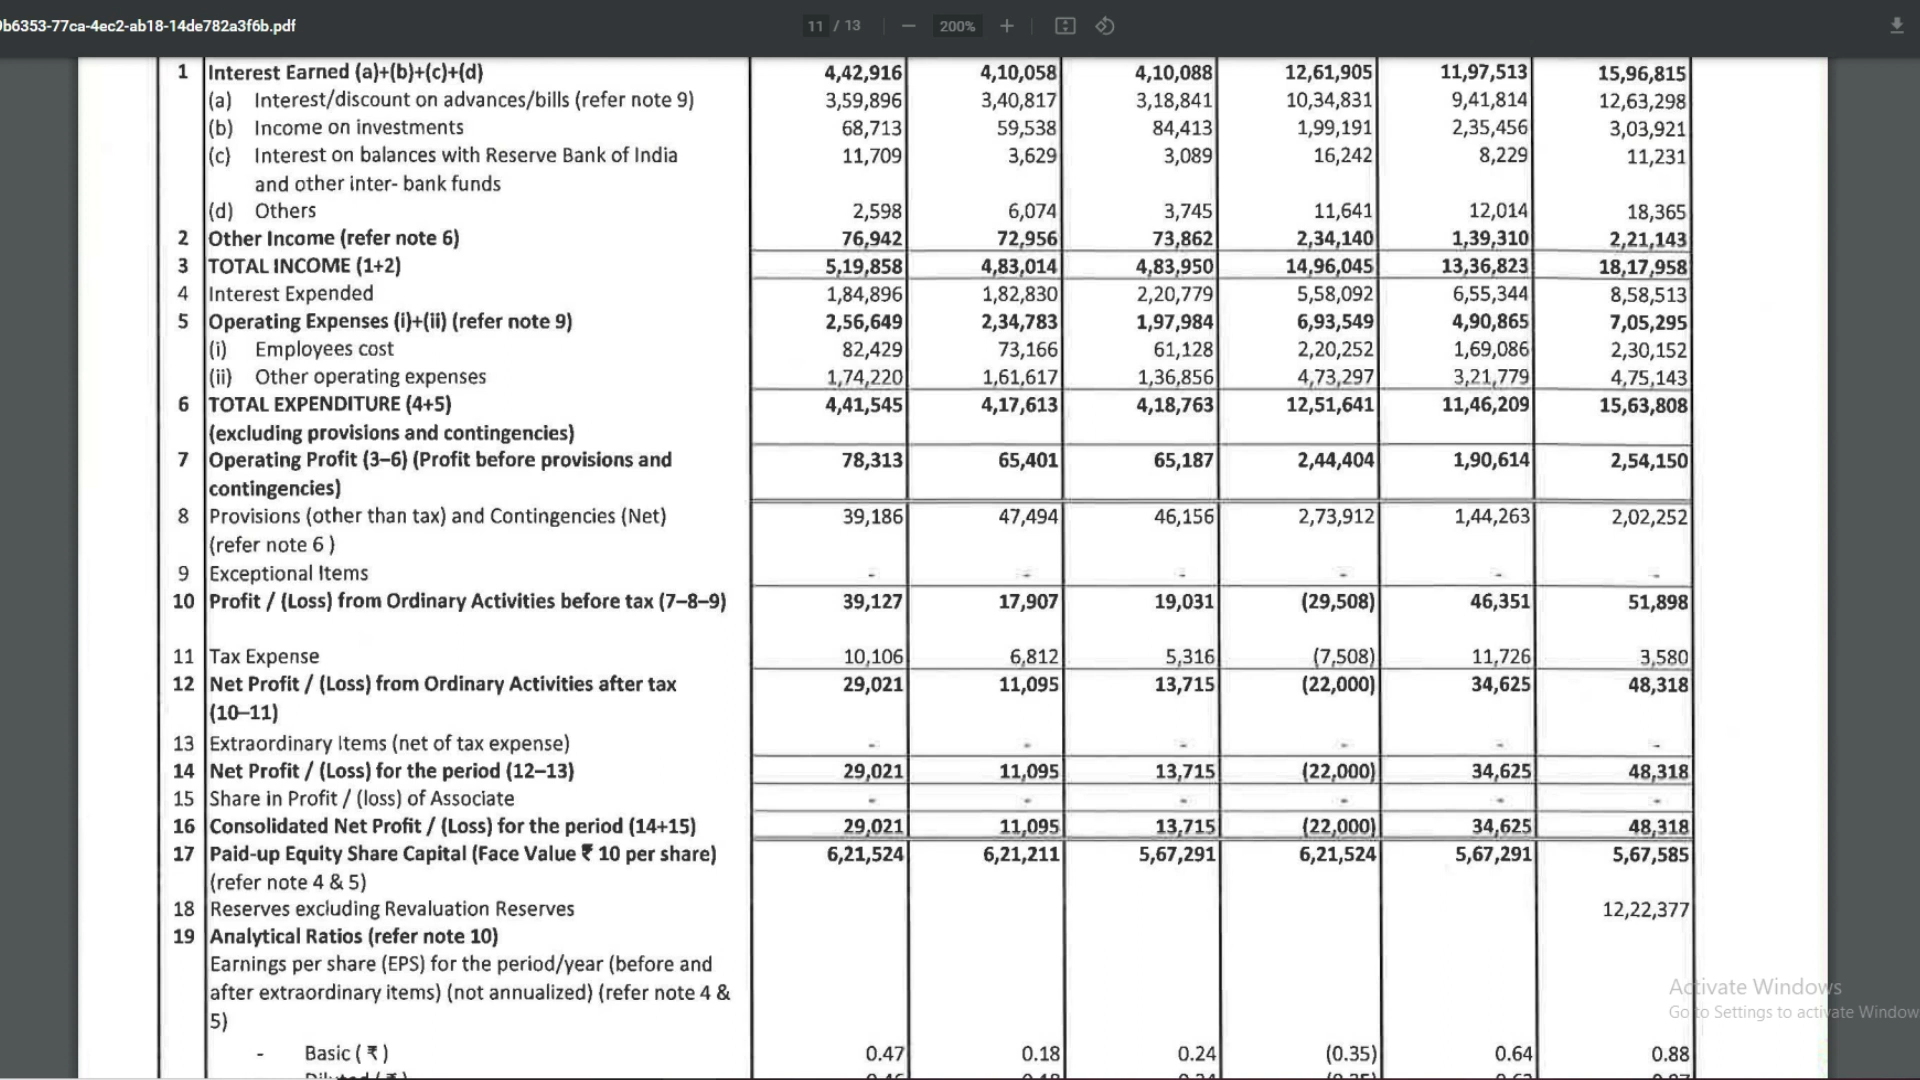 0b6353-77ca-4ec2-ab18-14de782a3f6b.pdf 11 / 13 200%
1 Interest Earned (a)+(b)+(c)+(d) 4,42,916 4,10,058 4,10,088 12,61,905 11,97,513 15,96,815
(a) Interest/discount on advances/bills (refer note 9) 3,59,896 3,40,817 3,18,841 10,34,831 9,41,814 12,63,298
(b) Income on investments 68,713 59,538 84,413 1,99,191 2,35,456 3,03,921
(c) Interest on balances with Reserve Bank of India 11,709 3,629 3,089 16,242 8,229 11,231
and other inter- bank funds
(d) Others 2,598 6,074 3,745 11,641 12,014 18,365
2 Other Income (refer note 6) 76,942 72,956 73,862 2,34,140 1,39,310 2,21,143
3 TOTAL INCOME (1+2) 5,19,858 4,83,014 4,83,950 14,96,045 13,36,823 18,17,958
4 Interest Expended 1,84,896 1,82,830 2,20,779 5,58,092 6,55,344 8,58,513
5 Operating Expenses (i)+(ii) (refer note 9) 2,56,649 2,34,783 1,97,984 6,93,549 4,90,865 7,05,295
(i) Employees cost 82,429 73,166 61,128 2,20,252 1,69,086 2,30,152
(ii) Other operating expenses 1,74,220 1,61,617 1,36,856 4,73,297 3,21,779 4,75,143
6 TOTAL EXPENDITURE (4+5) 4,41,545 4,17,613 4,18,763 12,51,641 11,46,209 15,63,808
(excluding provisions and contingencies)
7 Operating Profit (3–6) (Profit before provisions and 78,313 65,401 65,187 2,44,404 1,90,614 2,54,150
contingencies)
8 Provisions (other than tax) and Contingencies (Net) 39,186 47,494 46,156 2,73,912 1,44,263 2,02,252
(refer note 6 )
9 Exceptional Items - - - - - -
10 Profit / (Loss) from Ordinary Activities before tax (7–8–9) 39,127 17,907 19,031 (29,508) 46,351 51,898
11 Tax Expense 10,106 6,812 5,316 (7,508) 11,726 3,580
12 Net Profit / (Loss) from Ordinary Activities after tax 29,021 11,095 13,715 (22,000) 34,625 48,318
(10–11)
13 Extraordinary Items (net of tax expense) - - - - - -
14 Net Profit / (Loss) for the period (12–13) 29,021 11,095 13,715 (22,000) 34,625 48,318
15 Share in Profit / (loss) of Associate - - - - - -
16 Consolidated Net Profit / (Loss) for the period (14+15) 29,021 11,095 13,715 (22,000) 34,625 48,318
17 Paid-up Equity Share Capital (Face Value ₹ 10 per share) 6,21,524 6,21,211 5,67,291 6,21,524 5,67,291 5,67,585
(refer note 4 & 5)
18 Reserves excluding Revaluation Reserves 12,22,377
19 Analytical Ratios (refer note 10)
Earnings per share (EPS) for the period/year (before and
after extraordinary items) (not annualized) (refer note 4 &
5)
- Basic ( ₹ ) 0.47 0.18 0.24 (0.35) 0.64 0.88
Activate Windows
Go to Settings to activate Window